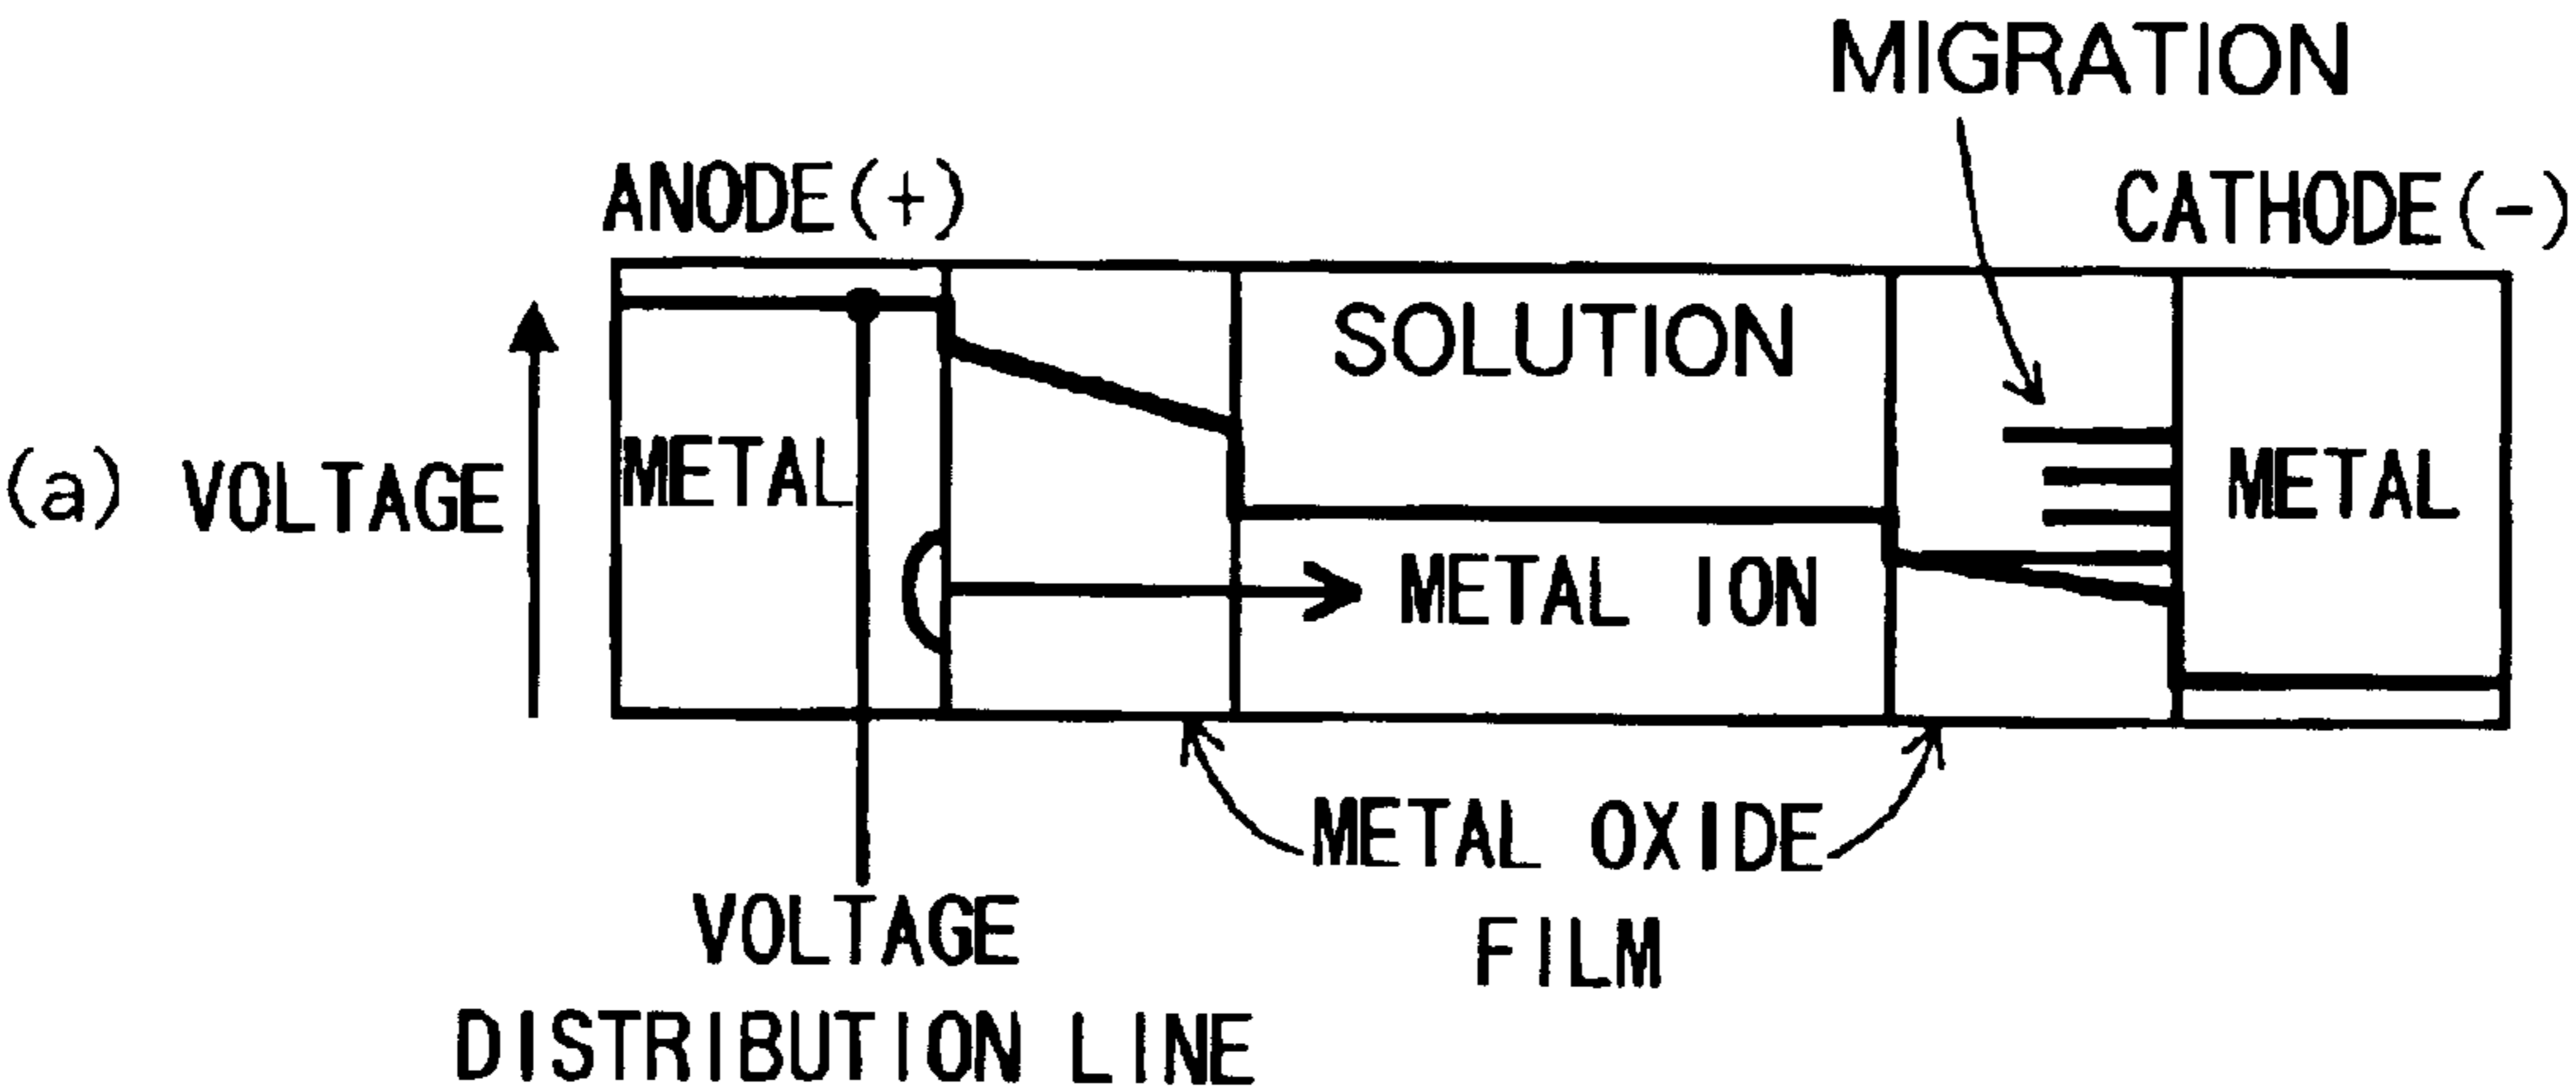 MIGRATION
ANODE(+)
CATHODE(-)
SOLUTION
(a) VOLTAGE
METAL
METAL
METAL ION
METAL OXIDE
FILM
VOLTAGE
DISTRIBUTION LINE